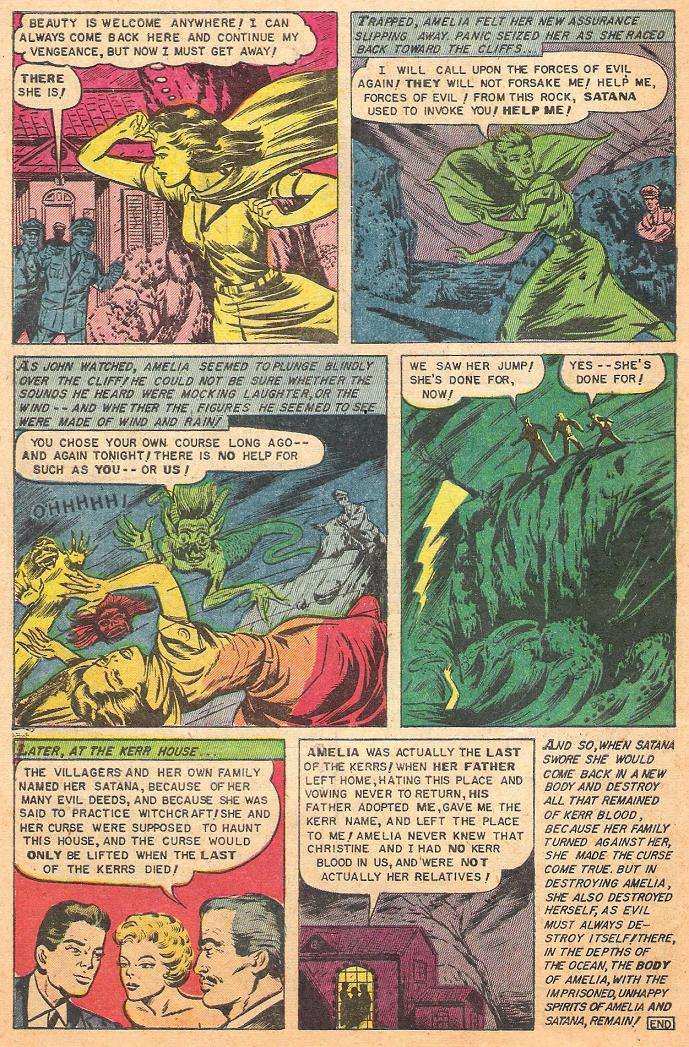 BEAUTY IS WELCOME ANYWHERE! I CAN
ALWAYS COME BACK HERE AND CONTINUE MY
VENGEANCE, BUT NOW I MUST GET AWAY!
THERE
SHE IS!
TRAPPED, AMELIA FELT HER NEW ASSURANCE
SLIPPING AWAY. PANIC SEIZED HER AS SHE RACED
BACK TOWARD THE CLIFFS.
I WILL CALL UPON THE FORCES OF EVIL
AGAIN! THEY WILL NOT FORSAKE ME! HELP ME,
FORCES OF EVIL! FROM THIS ROCK, SATANA
USED TO INVOKE YOU! HELP ME!
AS JOHN WATCHED, AMELIA SEEMED TO PLUNGE BLINDLY
OVER THE CLIFF! HE COULD NOT BE SURE WHETHER THE
SOUNDS HE HEARD WERE MOCKING LAUGHTER, OR THE
WIND -- AND WHETHER THE FIGURES HE SEEMED TO SEE
WERE MADE OF WIND AND RAIN!
YOU CHOSE YOUR OWN COURSE LONG AGO--
AND AGAIN TONIGHT! THERE IS NO HELP FOR
SUCH AS YOU-- OR US!
OHHHHHH!
WE SAW HER JUMP!
SHE'S DONE FOR,
NOW!
YES -- SHE'S
DONE FOR!
LATER, AT THE KERR HOUSE...
THE VILLAGERS AND HER OWN FAMILY
NAMED HER SATANA, BECAUSE OF HER
MANY EVIL DEEDS, AND BECAUSE SHE WAS
SAID TO PRACTICE WITCHCRAFT! SHE AND
HER CURSE WERE SUPPOSED TO HAUNT
THIS HOUSE, AND THE CURSE WOULD
ONLY BE LIFTED WHEN THE LAST
OF THE KERRS DIED!
AMELIA WAS ACTUALLY THE LAST
OF THE KERRS! WHEN HER FATHER
LEFT HOME, HATING THIS PLACE AND
VOWING NEVER TO RETURN, HIS
FATHER ADOPTED ME, GAVE ME THE
KERR NAME, AND LEFT THE PLACE
TO ME! AMELIA NEVER KNEW THAT
CHRISTINE AND I HAD NO KERR
BLOOD IN US, AND WERE NOT
ACTUALLY HER RELATIVES!
AND SO, WHEN SATANA
SWORE SHE WOULD
COME BACK IN A NEW
BODY AND DESTROY
ALL THAT REMAINED
OF KERR BLOOD,
BECAUSE HER FAMILY
TURNED AGAINST HER,
SHE MADE THE CURSE
COME TRUE. BUT IN
DESTROYING AMELIA,
SHE ALSO DESTROYED
HERSELF, AS EVIL
MUST ALWAYS DE-
STROY ITSELF! THERE,
IN THE DEPTHS OF
THE OCEAN, THE BODY
OF AMELIA, WITH THE
IMPRISONED, UNHAPPY
SPIRITS OF AMELIA AND
SATANA, REMAIN! END